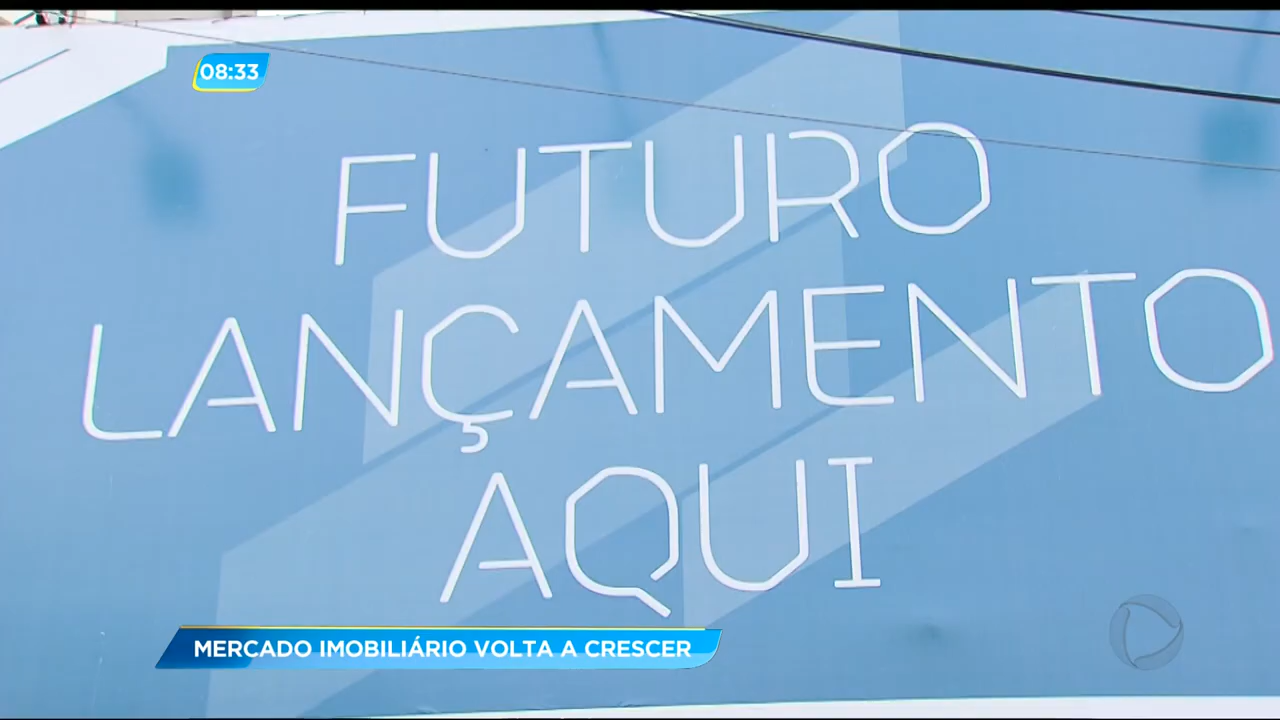 08:33
FUTURO
LANÇAMENTO
AQUI
MERCADO IMOBILIÁRIO VOLTA A CRESCER